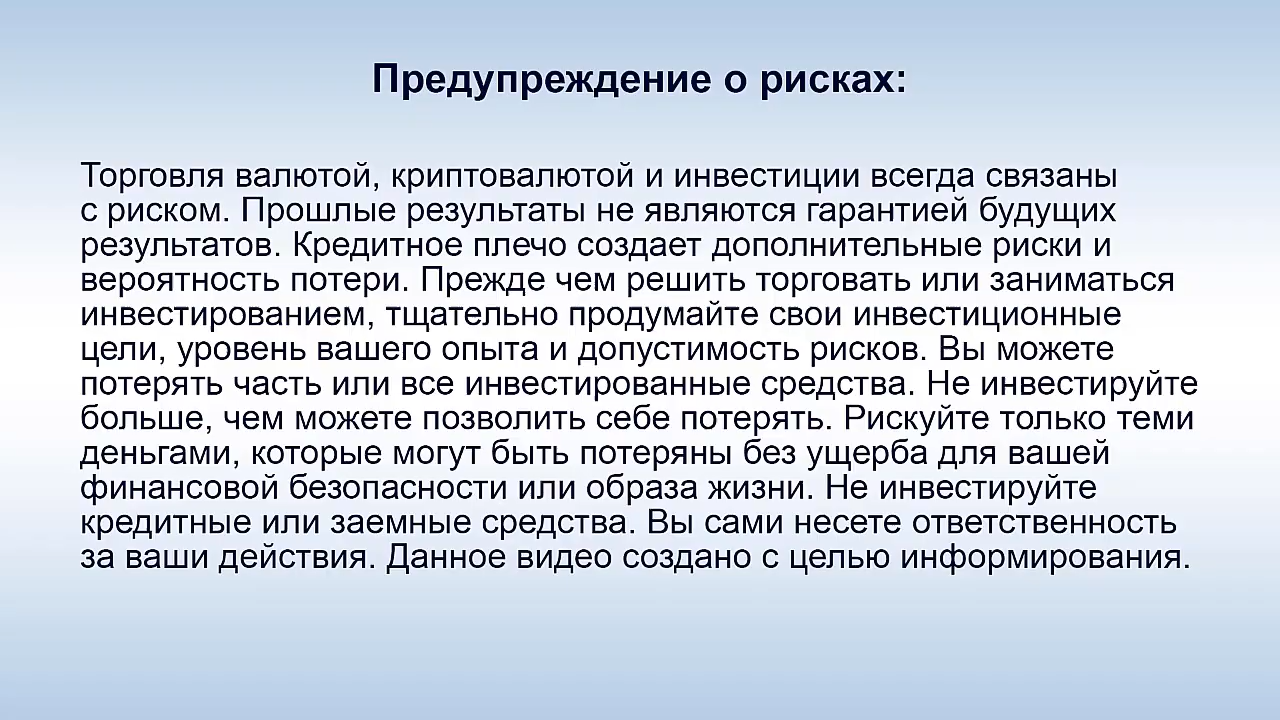 Предупреждение о рисках:
Торговля валютой, криптовалютой и инвестиции всегда связаны
с риском. Прошлые результаты не являются гарантией будущих
результатов. Кредитное плечо создает дополнительные риски и
вероятность потери. Прежде чем решить торговать или заниматься
инвестированием, тщательно продумайте свои инвестиционные
цели, уровень вашего опыта и допустимость рисков. Вы можете
потерять часть или все инвестированные средства. Не инвестируйте
больше, чем можете позволить себе потерять. Рискуйте только теми
деньгами, которые могут быть потеряны без ущерба для вашей
финансовой безопасности или образа жизни. Не инвестируйте
кредитные или заемные средства. Вы сами несете ответственность
за ваши действия. Данное видео создано с целью информирования.